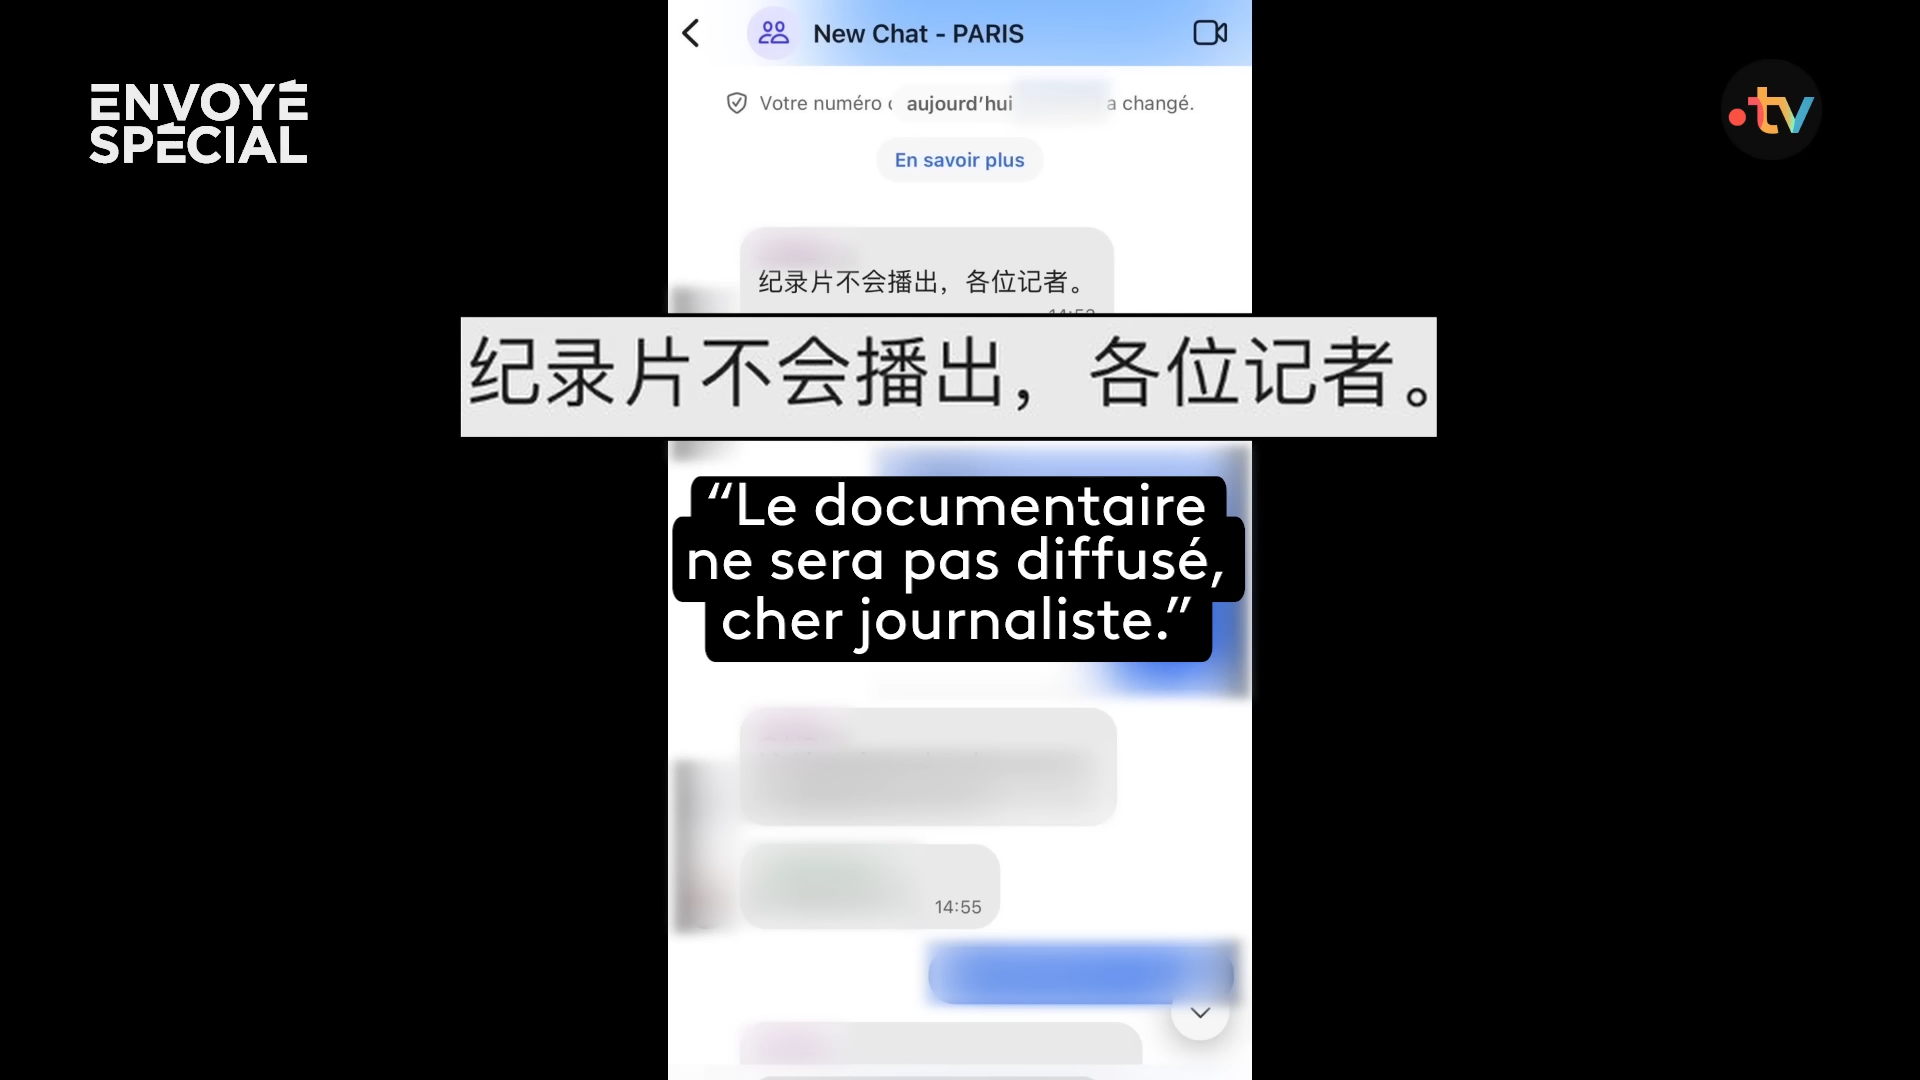 ENVOYÉ
SPÉCIAL
.tv
New Chat - PARIS
Votre numéro
aujourd'hui
a changé.
En savoir plus
纪录片不会播出，各位记者。
纪录片不会播出，各位记者。
“Le documentaire
ne sera pas diffusé,
cher journaliste.”
14:55